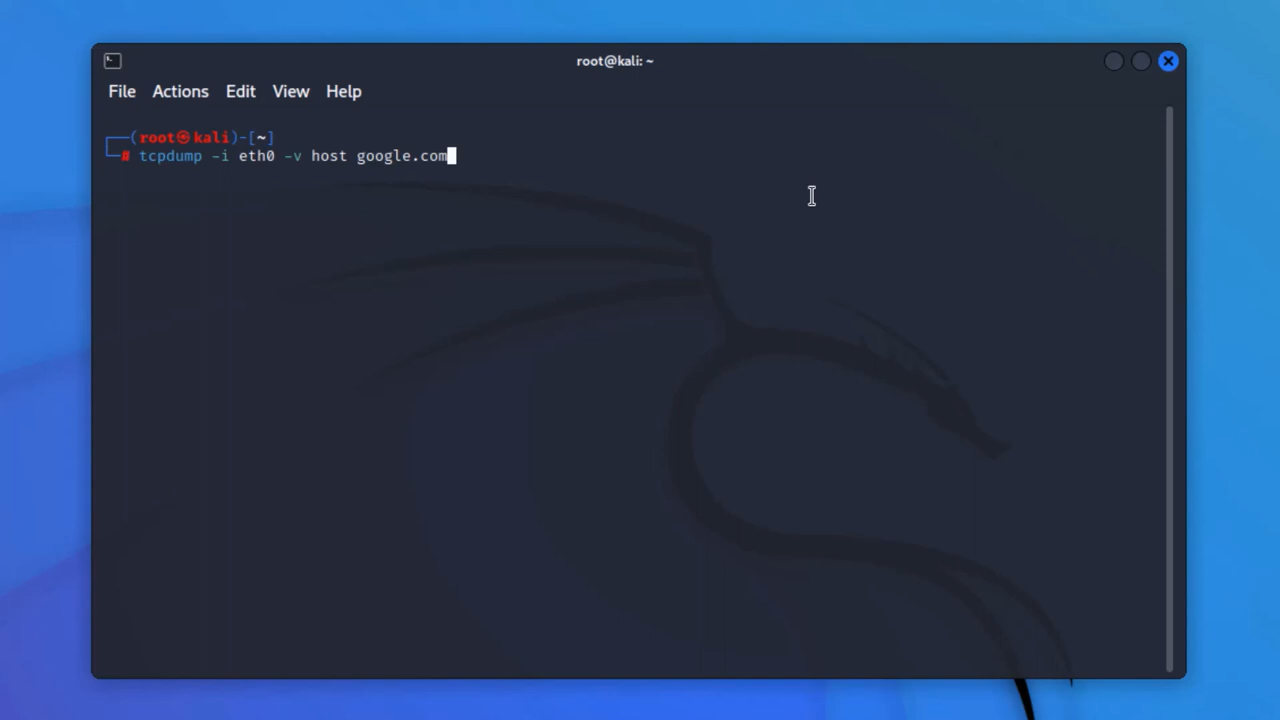 root@kali: ~
File Actions Edit View Help
┌──(root㉿kali)-[~]
└─# tcpdump -i eth0 -v host google.com